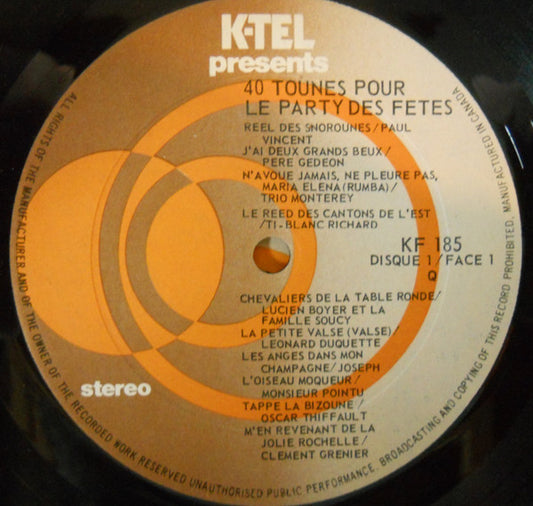 K-TEL
presents
40 TOUNES POUR
LE PARTY DES FETES
REEL DES SNOROUNES/PAUL
VINCENT
J'AI DEUX GRANDS BEUX/
PERE GEDEON
N'AVOUE JAMAIS, NE PLEURE PAS,
MARIA ELENA (RUMBA)/
TRIO MONTEREY
LE REED DES CANTONS DE L'EST
/TI-BLANC RICHARD
KF 185
DISQUE 1/FACE 1
Q
CHEVALIERS DE LA TABLE RONDE/
LUCIEN BOYER ET LA
FAMILLE SOUCY
LA PETITE VALSE (VALSE)/
LEONARD DUQUETTE
LES ANGES DANS MON
CHAMPAGNE/JOSEPH
L'OISEAU MOQUEUR/
MONSIEUR POINTU
TAPPE LA BIZOUNE/
OSCAR THIFFAULT
M'EN REVENANT DE LA
JOLIE ROCHELLE/
CLEMENT GRENIER
stereo
ALL RIGHTS OF THE MANUFACTURER AND OF THE OWNER OF THE RECORDED WORK RESERVED UNAUTHORISED PUBLIC PERFORMANCE, BROADCASTING AND COPYING OF THIS RECORD PROHIBITED. MANUFACTURED IN CANADA